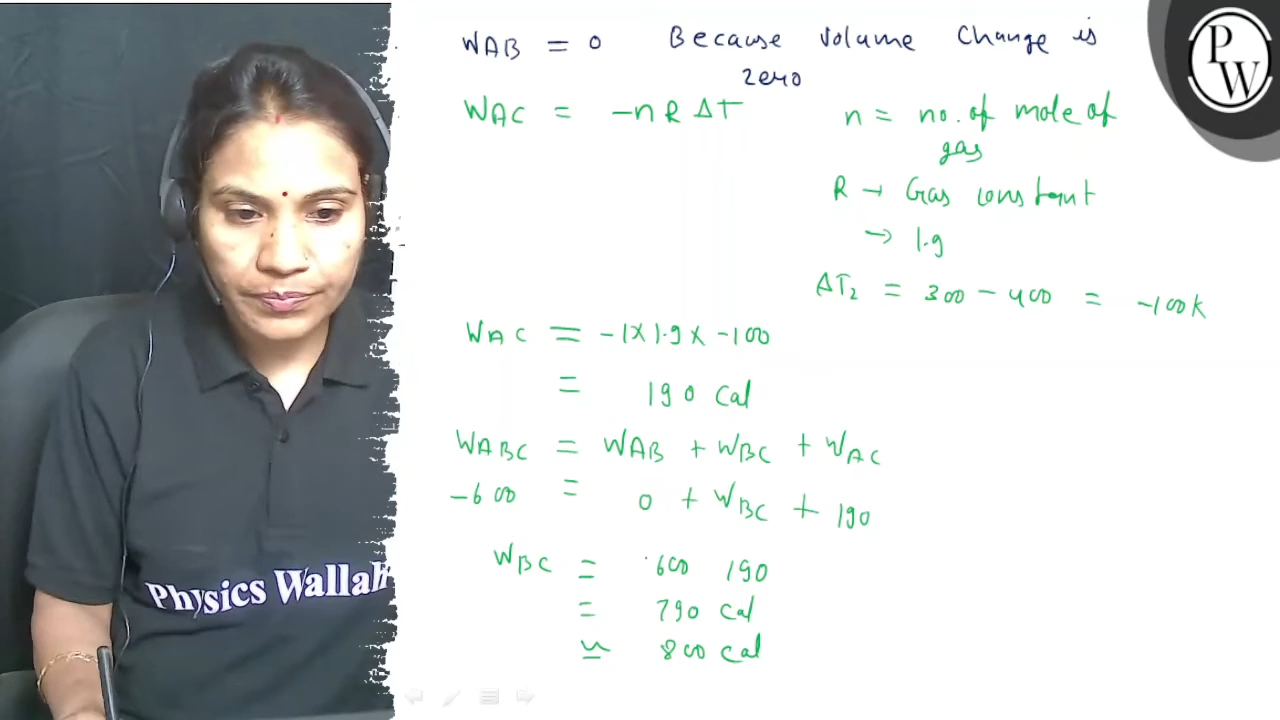 WAB = 0 Because volume change is
zero
WAC = -nRΔT
n = no. of mole of
gas
R → Gas constant
→ 1.9
ΔT₂ = 300 - 400 = -100K
WAC = -1×1.9× -100
= 190 Cal
WABC = WAB + WBC + WAC
-600 = 0 + WBC + 190
WBC = 600 190
= 790 cal
≃ 800 cal
Physics Wallah
PW